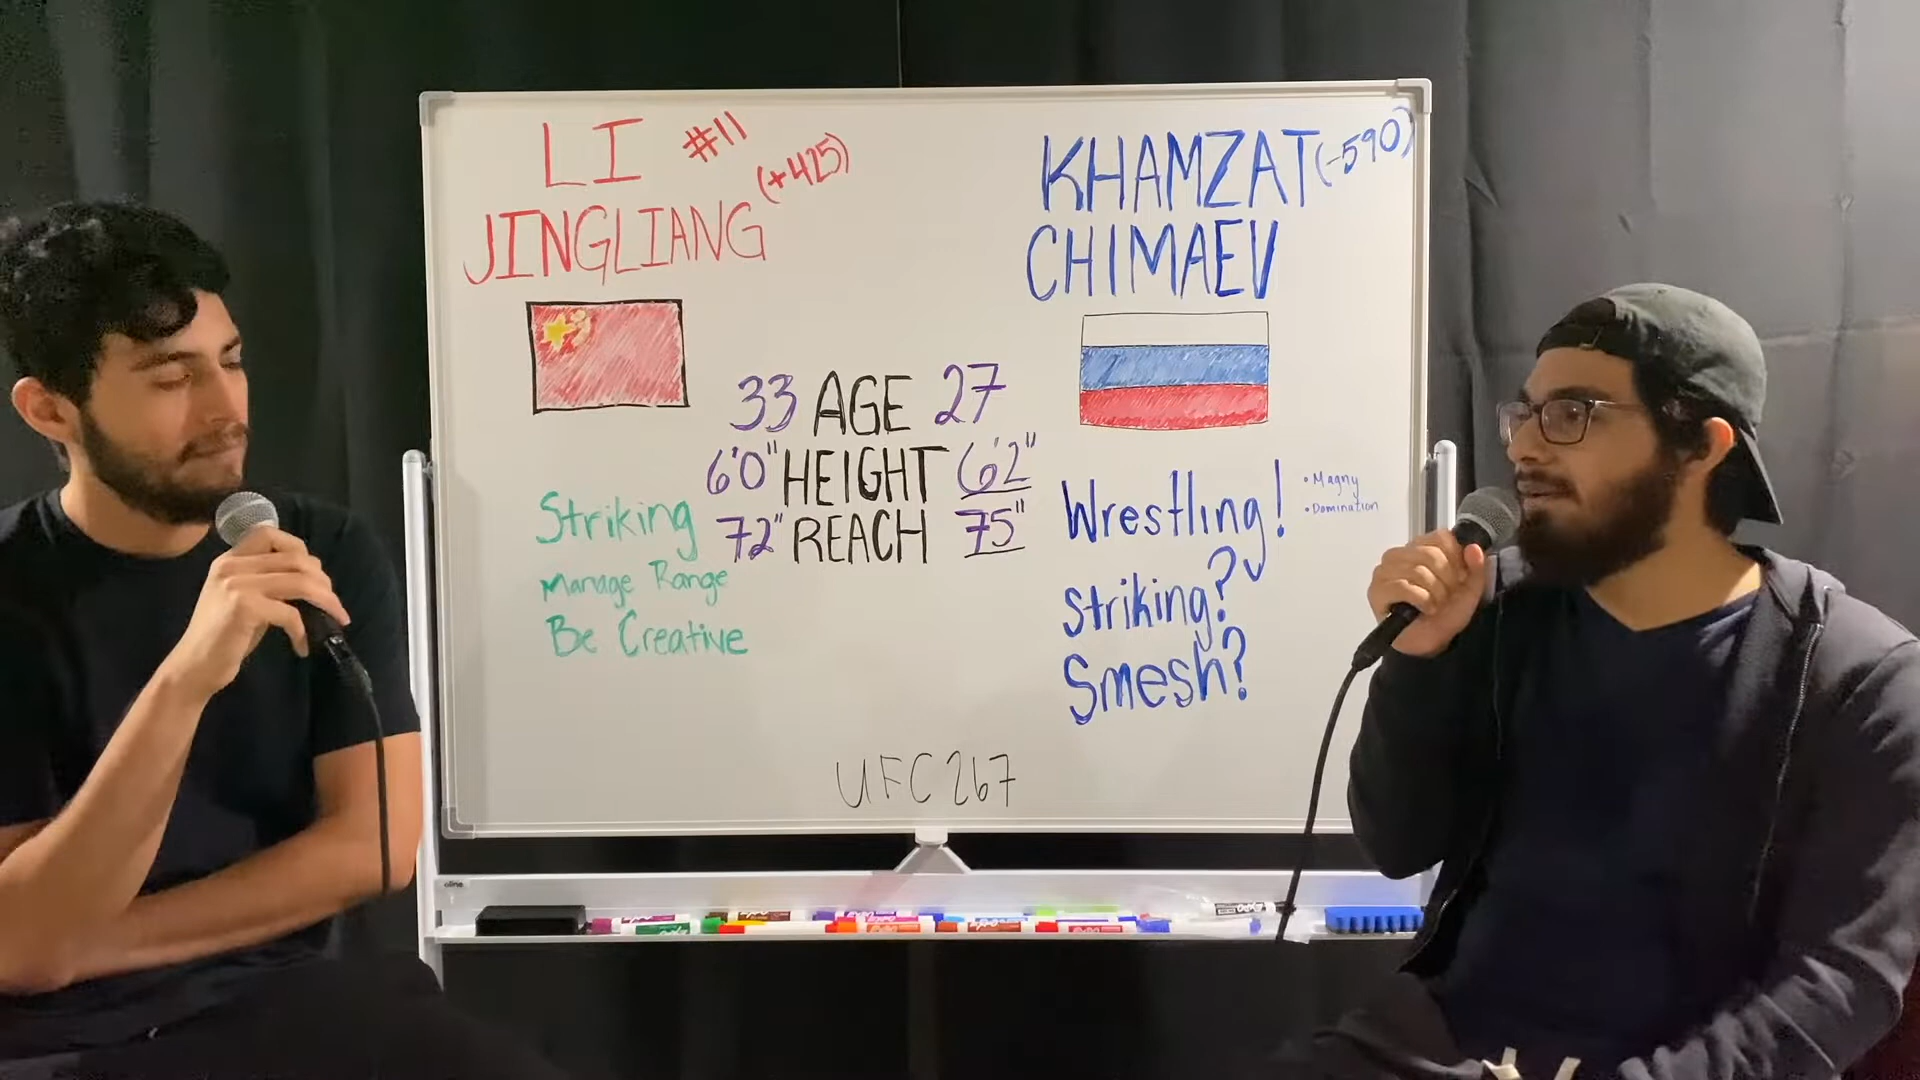 LI #11
JINGLIANG (+425)
KHAMZAT (-590)
CHIMAEV
33 AGE 27
6'0" HEIGHT 6'2"
72" REACH 75"
Striking
Manage Range
Be Creative
Wrestling!
• Magny
• Domination
Striking?
Smesh?
UFC 267